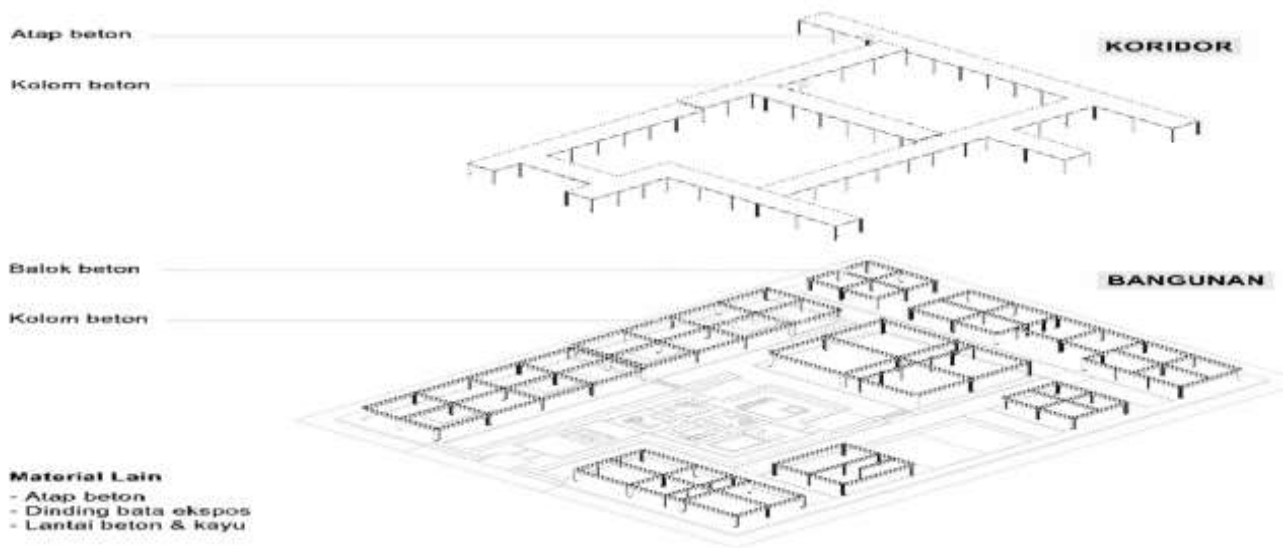 Atap beton
KORIDOR
Kolom beton
Balok beton
BANGUNAN
Kolom beton
Material Lain
- Atap beton
- Dinding bata ekspos
- Lantai beton & kayu